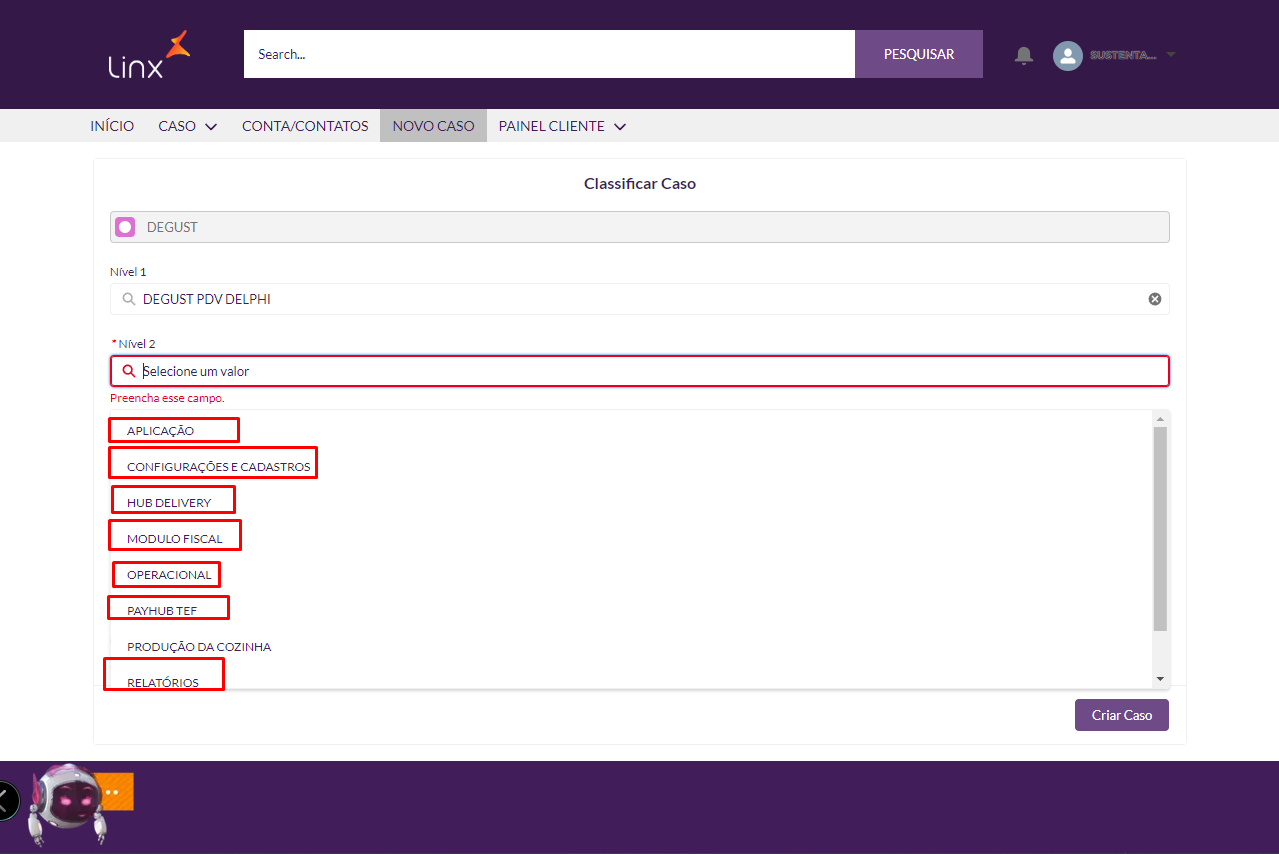 Linx
Search...
PESQUISAR
SUSTENTA...
INÍCIO
CASO
CONTA/CONTATOS
NOVO CASO
PAINEL CLIENTE
Classificar Caso
DEGUST
Nível 1
DEGUST PDV DELPHI
*Nível 2
Selecione um valor
Preencha esse campo.
APLICAÇÃO
CONFIGURAÇÕES E CADASTROS
HUB DELIVERY
MODULO FISCAL
OPERACIONAL
PAYHUB TEF
PRODUÇÃO DA COZINHA
RELATÓRIOS
Criar Caso